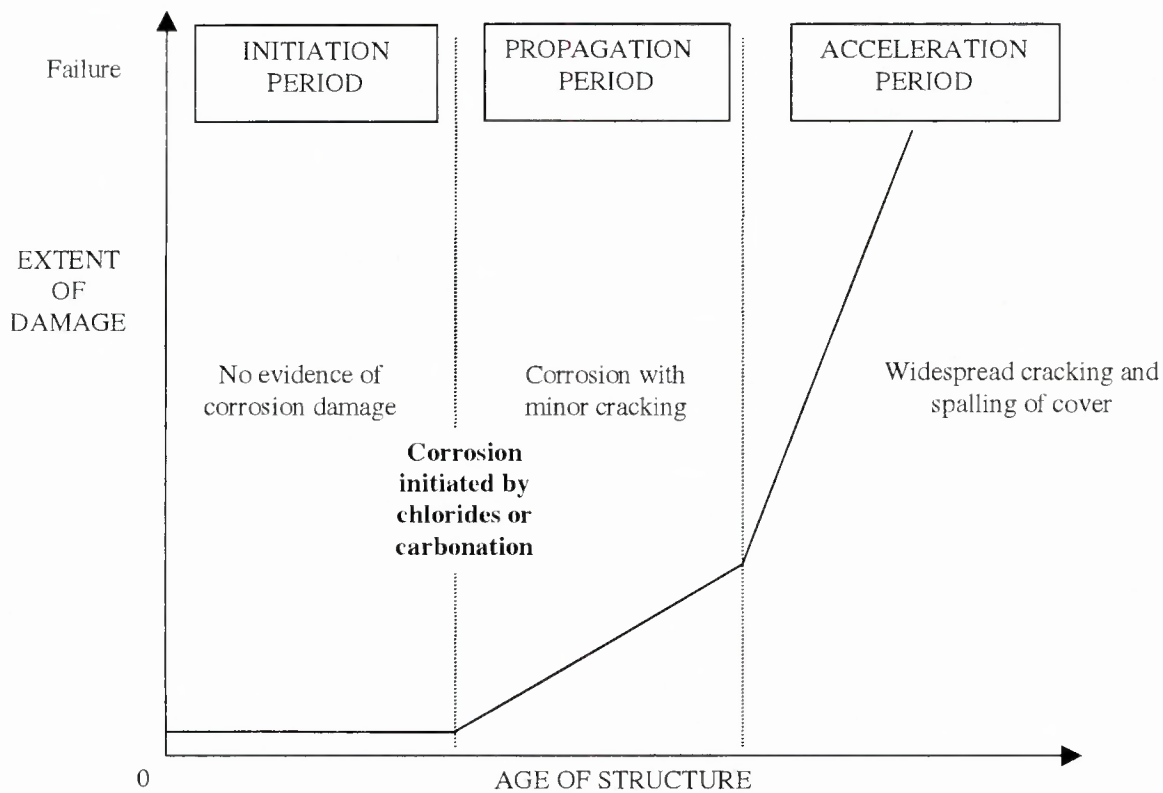 INITIATION
PERIOD
PROPAGATION
PERIOD
ACCELERATION
PERIOD
Failure
EXTENT
OF
DAMAGE
No evidence of
corrosion damage
Corrosion with
minor cracking
Widespread cracking and
spalling of cover
Corrosion
initiated by
chlorides or
carbonation
0
AGE OF STRUCTURE